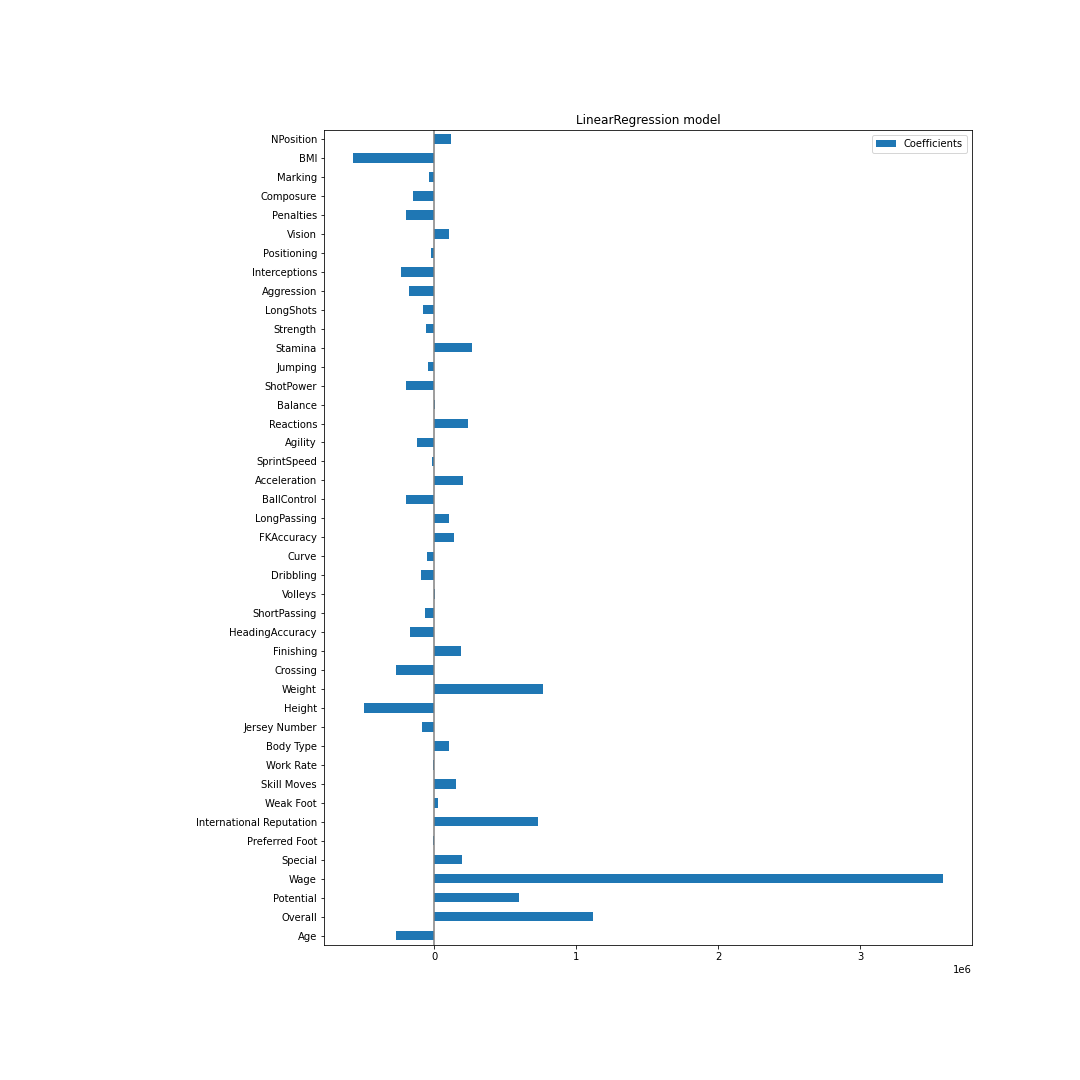 LinearRegression model
Coefficients
NPosition
BMI
Marking
Composure
Penalties
Vision
Positioning
Interceptions
Aggression
LongShots
Strength
Stamina
Jumping
ShotPower
Balance
Reactions
Agility
SprintSpeed
Acceleration
BallControl
LongPassing
FKAccuracy
Curve
Dribbling
Volleys
ShortPassing
HeadingAccuracy
Finishing
Crossing
Weight
Height
Jersey Number
Body Type
Work Rate
Skill Moves
Weak Foot
International Reputation
Preferred Foot
Special
Wage
Potential
Overall
Age
0 1 2 3
1e6